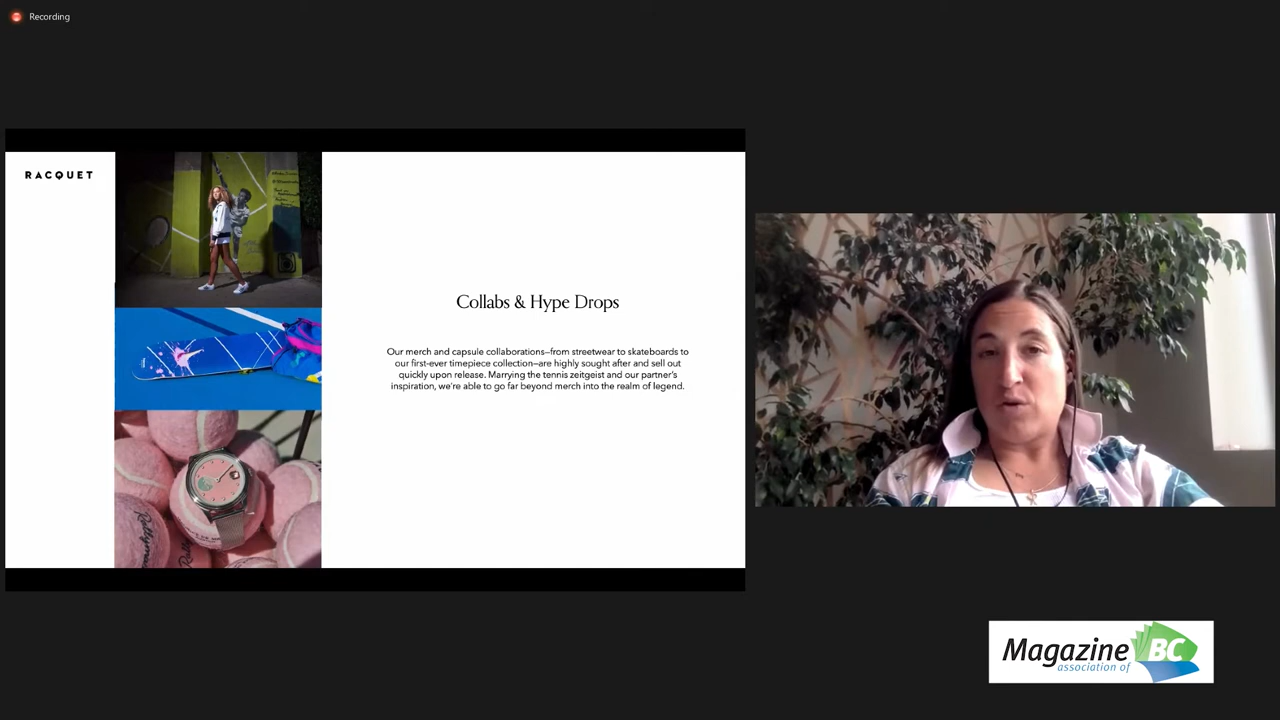 Recording
RACQUET
Collabs & Hype Drops
Our merch and capsule collaborations—from streetwear to skateboards to
our first-ever timepiece collection—are highly sought after and sell out
quickly upon release. Marrying the tennis zeitgeist and our partner's
inspiration, we're able to go far beyond merch into the realm of legend.
Magazine
association of
BC